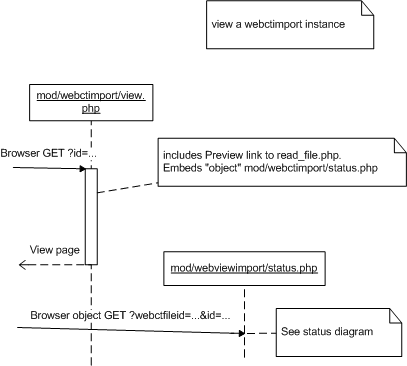 view a webctimport instance
mod/webctimport/view.
php
Browser GET ?id=...
includes Preview link to read_file.php.
Embeds "object" mod/webctimport/status.php
View page
mod/webviewimport/status.php
Browser object GET ?webctfileid=...&id=...
See status diagram